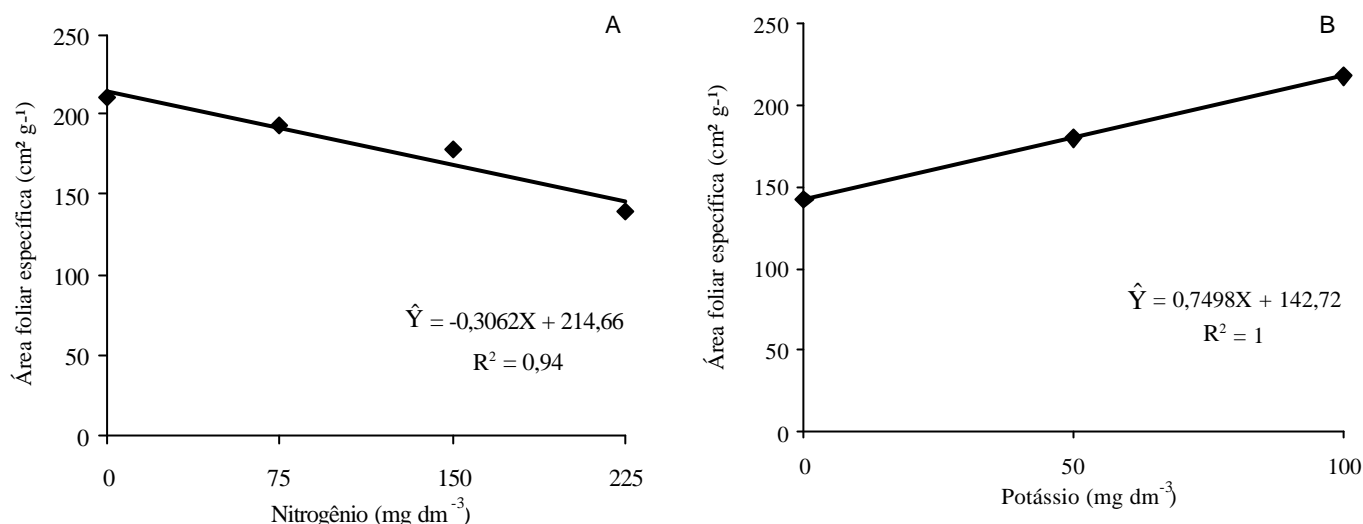 A
250
200
150
100
50
0
Área foliar específica (cm² g⁻¹)
Ŷ = -0,3062X + 214,66
R² = 0,94
0 75 150 225
Nitrogênio (mg dm⁻³)
B
250
200
150
100
50
0
Área foliar específica (cm² g⁻¹)
Ŷ = 0,7498X + 142,72
R² = 1
0 50 100
Potássio (mg dm⁻³)